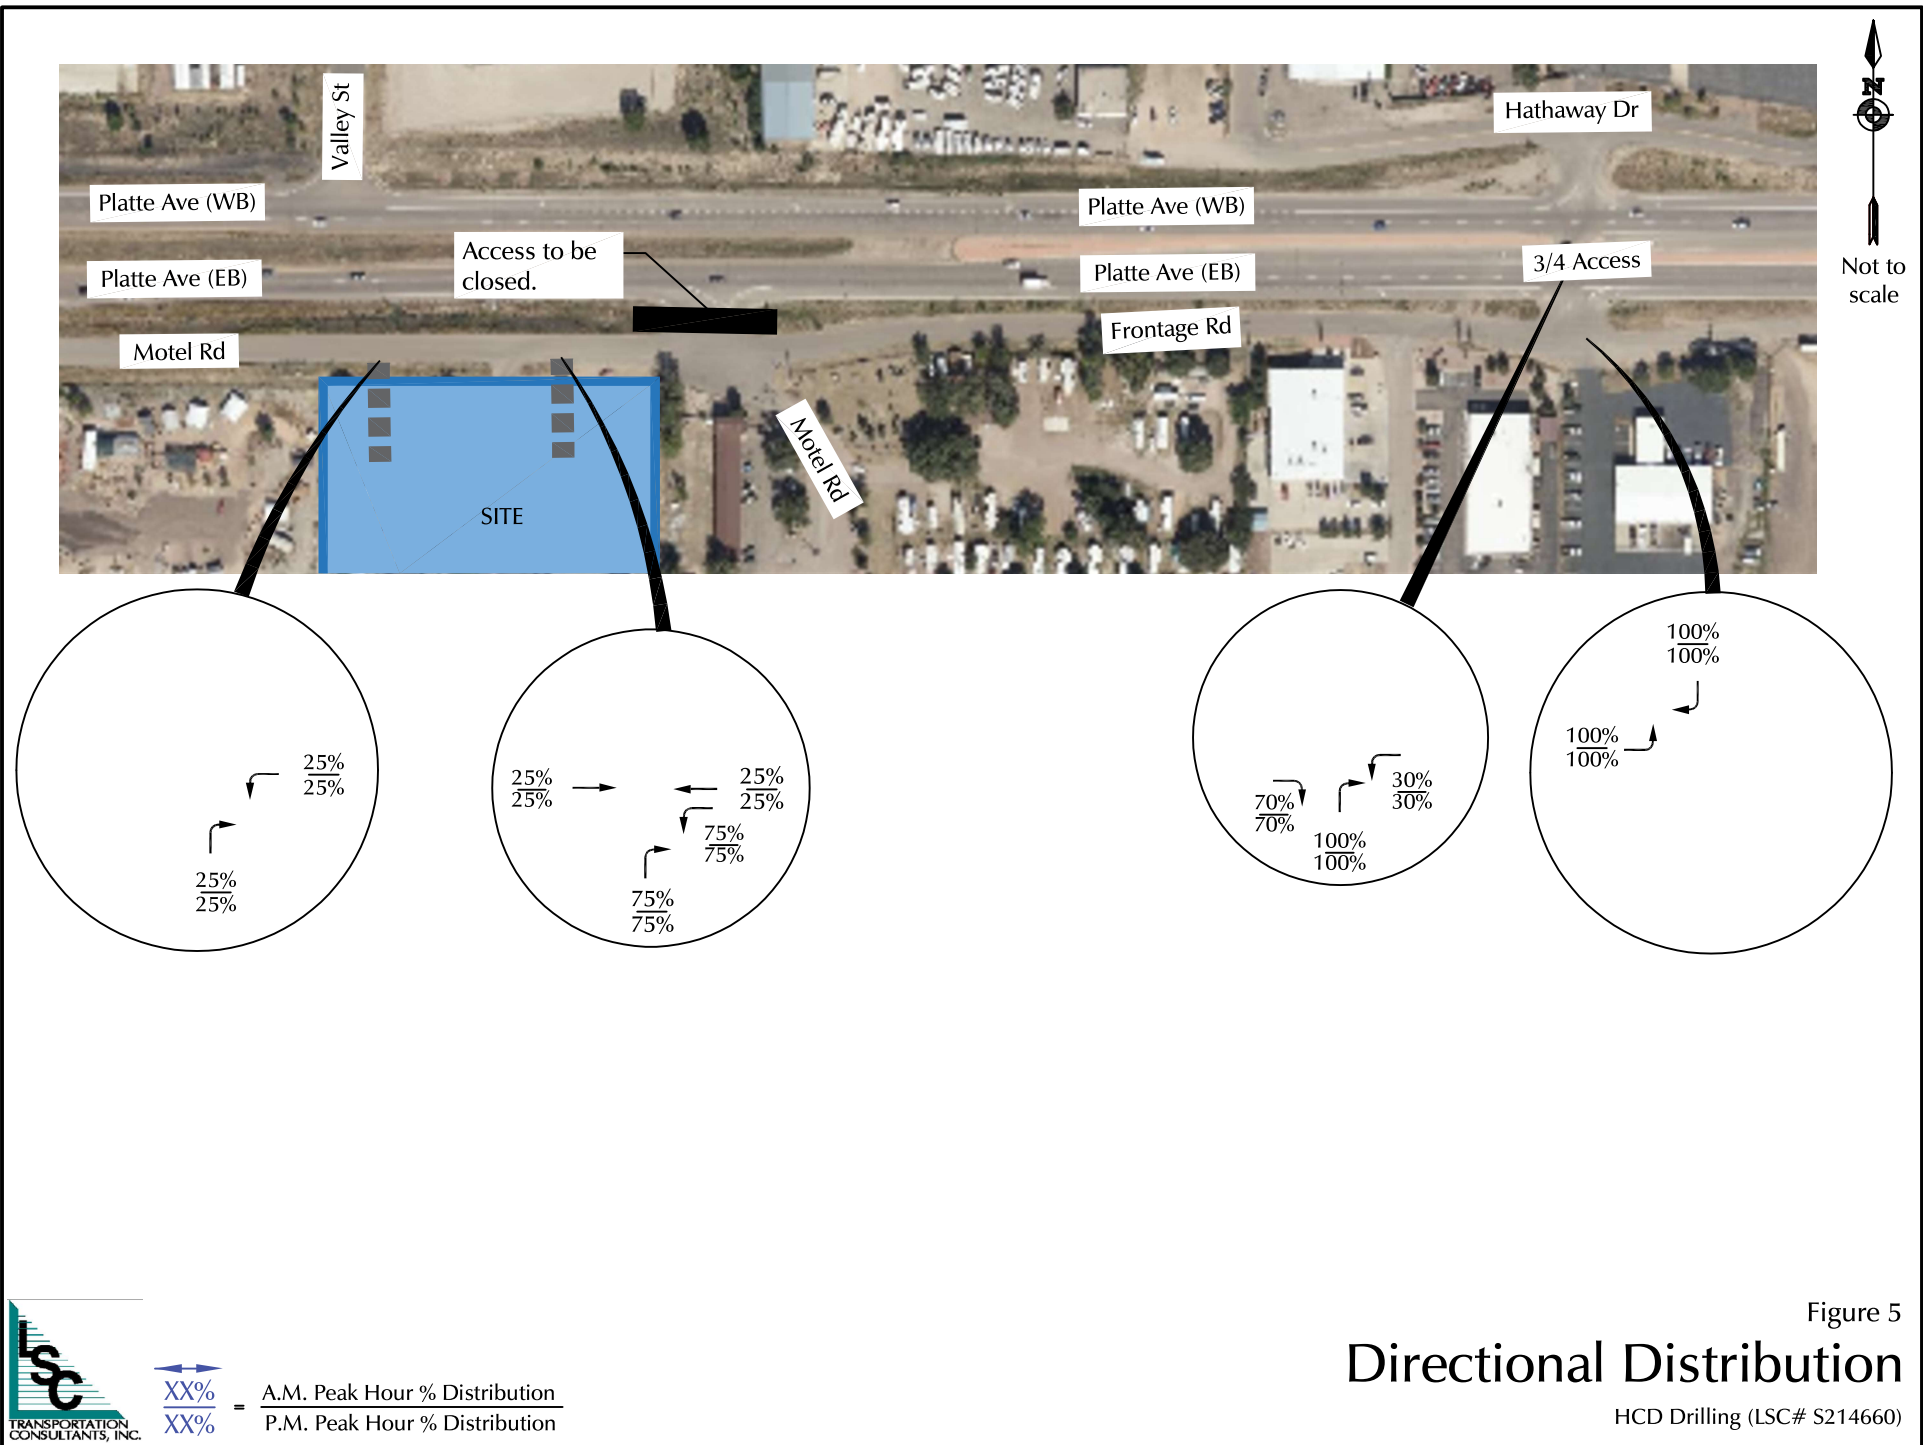 Valley St
Hathaway Dr
N
Platte Ave (WB)
Platte Ave (WB)
Access to be
closed.
3/4 Access
Platte Ave (EB)
Platte Ave (EB)
Not to
scale
Motel Rd
Frontage Rd
Motel Rd
SITE
25%
25%
25%
25%
25%
25%
25%
25%
75%
75%
75%
75%
70%
70%
100%
100%
30%
30%
100%
100%
100%
100%
LSC
TRANSPORTATION
CONSULTANTS, INC.
XX%
XX%
=
A.M. Peak Hour % Distribution
P.M. Peak Hour % Distribution
Figure 5
Directional Distribution
HCD Drilling (LSC# S214660)